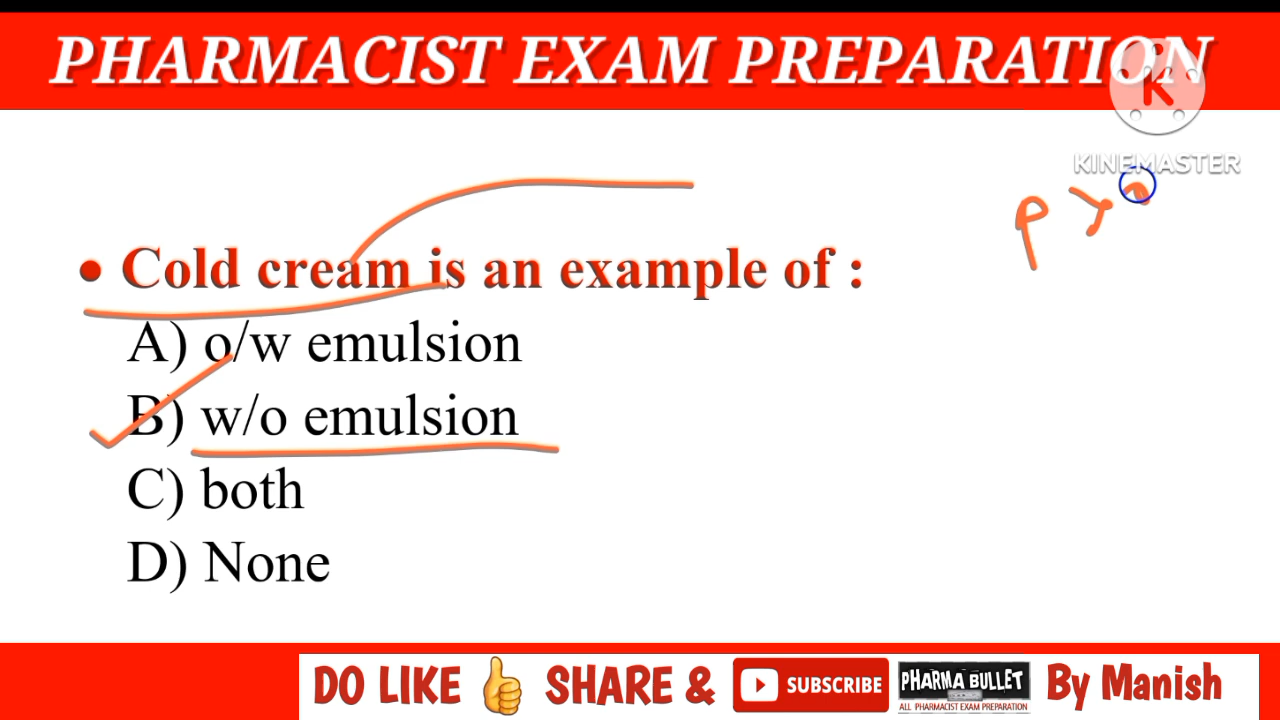 PHARMACIST EXAM PREPARATION
K
KINEMASTER
• Cold cream is an example of :
A) o/w emulsion
B) w/o emulsion
C) both
D) None
DO LIKE 👍 SHARE & SUBSCRIBE PHARMA BULLET By Manish
ALL PHARMACIST EXAM PREPARATION